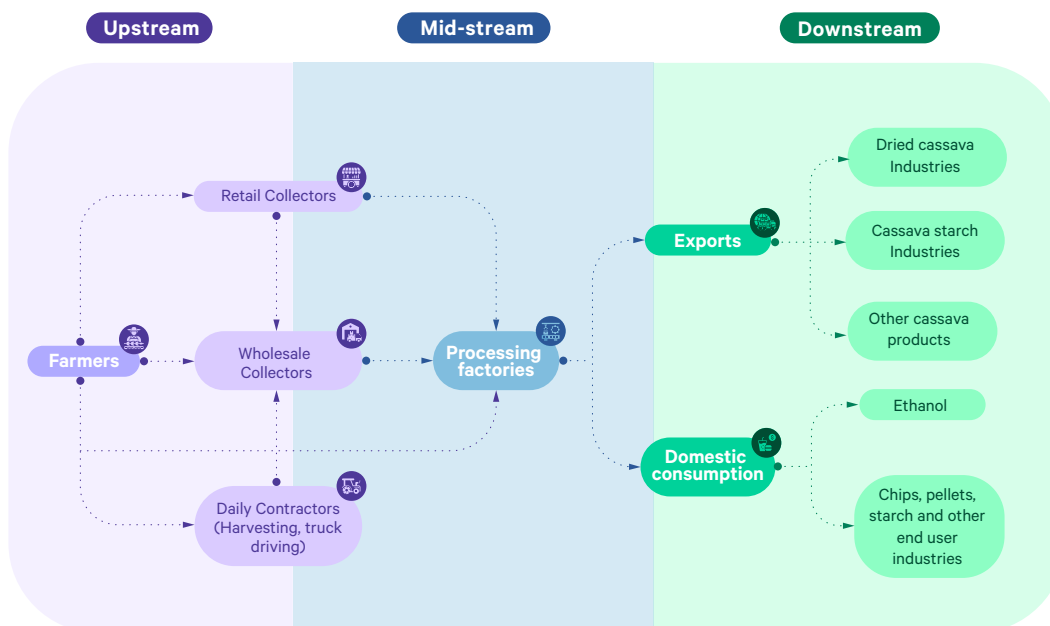 Upstream
Mid-stream
Downstream
Retail Collectors
Farmers
Wholesale
Collectors
Daily Contractors
(Harvesting, truck
driving)
Processing
factories
Exports
Domestic
consumption
Dried cassava
Industries
Cassava starch
Industries
Other cassava
products
Ethanol
Chips, pellets,
starch and other
end user
industries